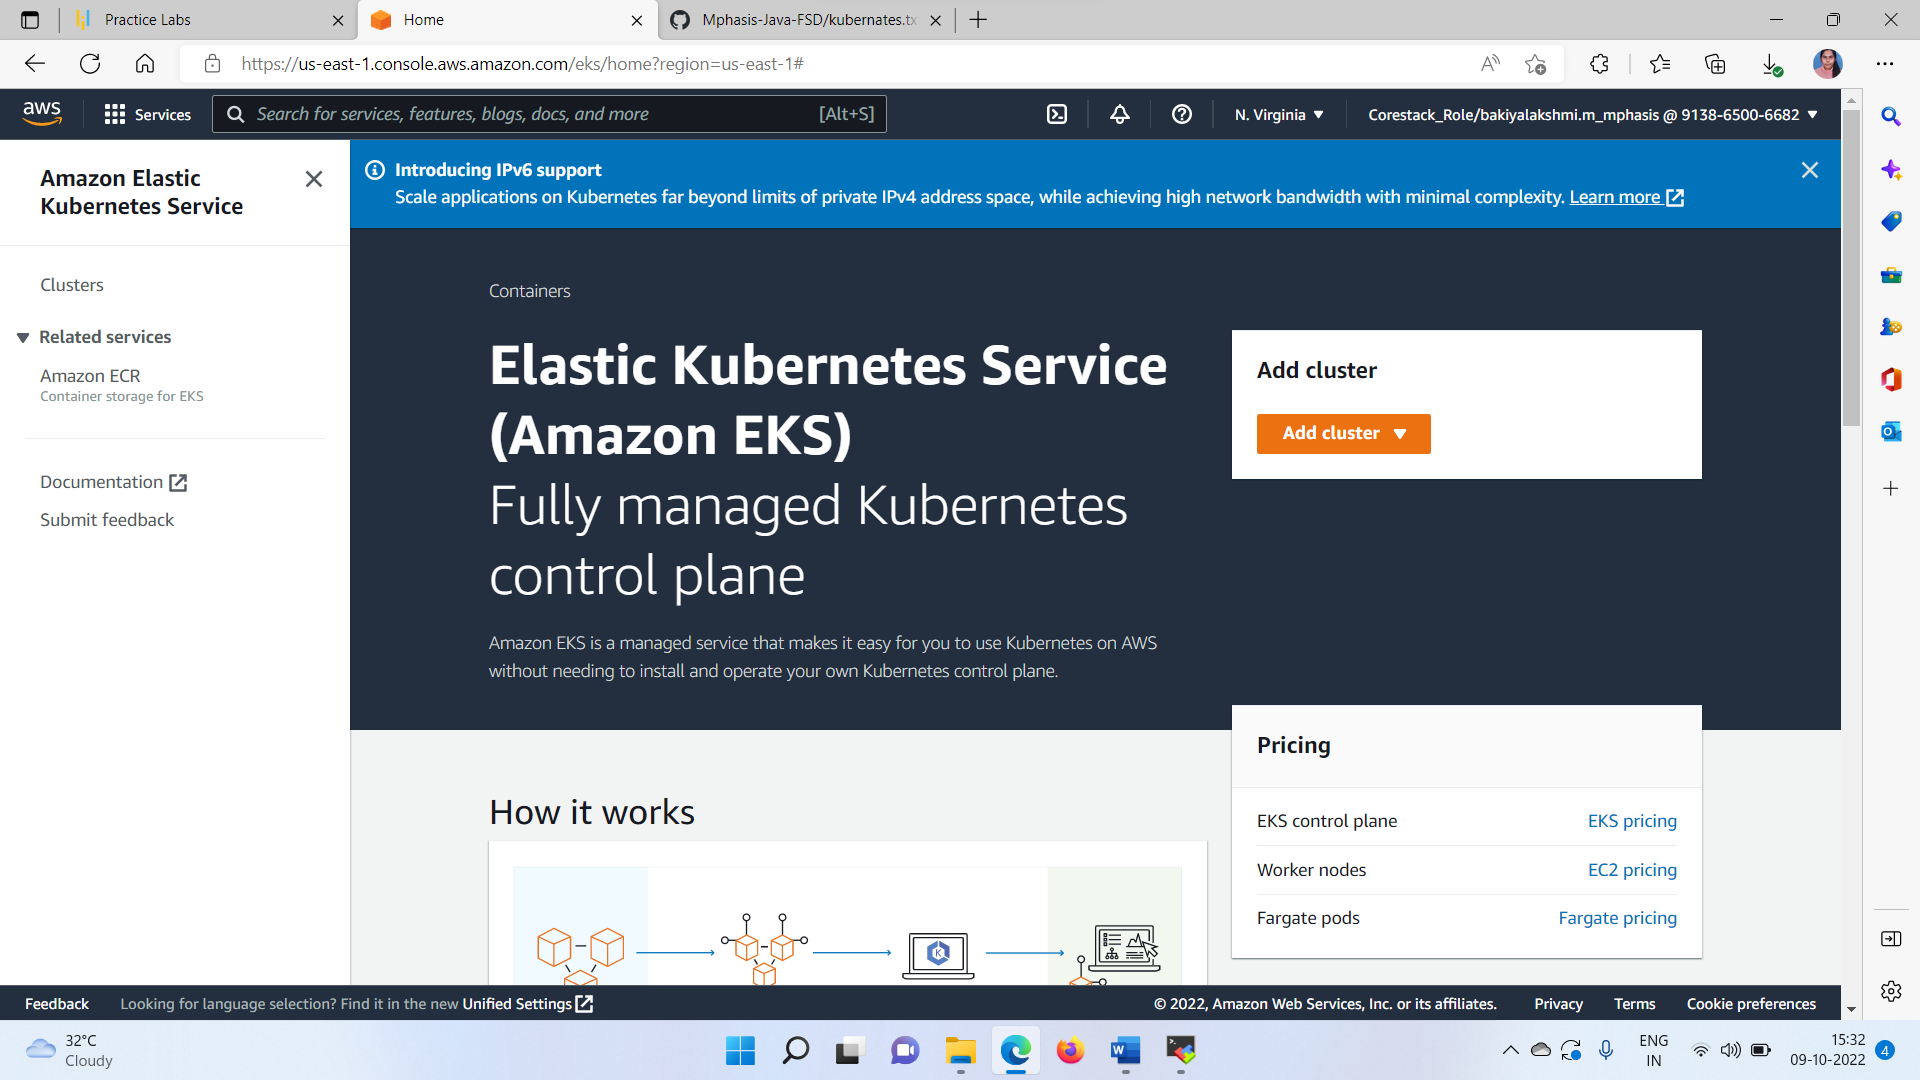 Practice Labs
Home
Mphasis-Java-FSD/kubernates.tx
https://us-east-1.console.aws.amazon.com/eks/home?region=us-east-1#
aws
Services
Search for services, features, blogs, docs, and more
[Alt+S]
N. Virginia
Corestack_Role/bakiyalakshmi.m_mphasis @ 9138-6500-6682
Amazon Elastic
Kubernetes Service
Clusters
Related services
Amazon ECR
Container storage for EKS
Documentation
Submit feedback
Introducing IPv6 support
Scale applications on Kubernetes far beyond limits of private IPv4 address space, while achieving high network bandwidth with minimal complexity. Learn more
Containers
Elastic Kubernetes Service
(Amazon EKS)
Fully managed Kubernetes
control plane
Amazon EKS is a managed service that makes it easy for you to use Kubernetes on AWS
without needing to install and operate your own Kubernetes control plane.
Add cluster
Add cluster
Pricing
EKS control plane
EKS pricing
Worker nodes
EC2 pricing
Fargate pods
Fargate pricing
How it works
K
Feedback
Looking for language selection? Find it in the new Unified Settings
© 2022, Amazon Web Services, Inc. or its affiliates.
Privacy
Terms
Cookie preferences
32°C
Cloudy
ENG
IN
15:32
09-10-2022
4